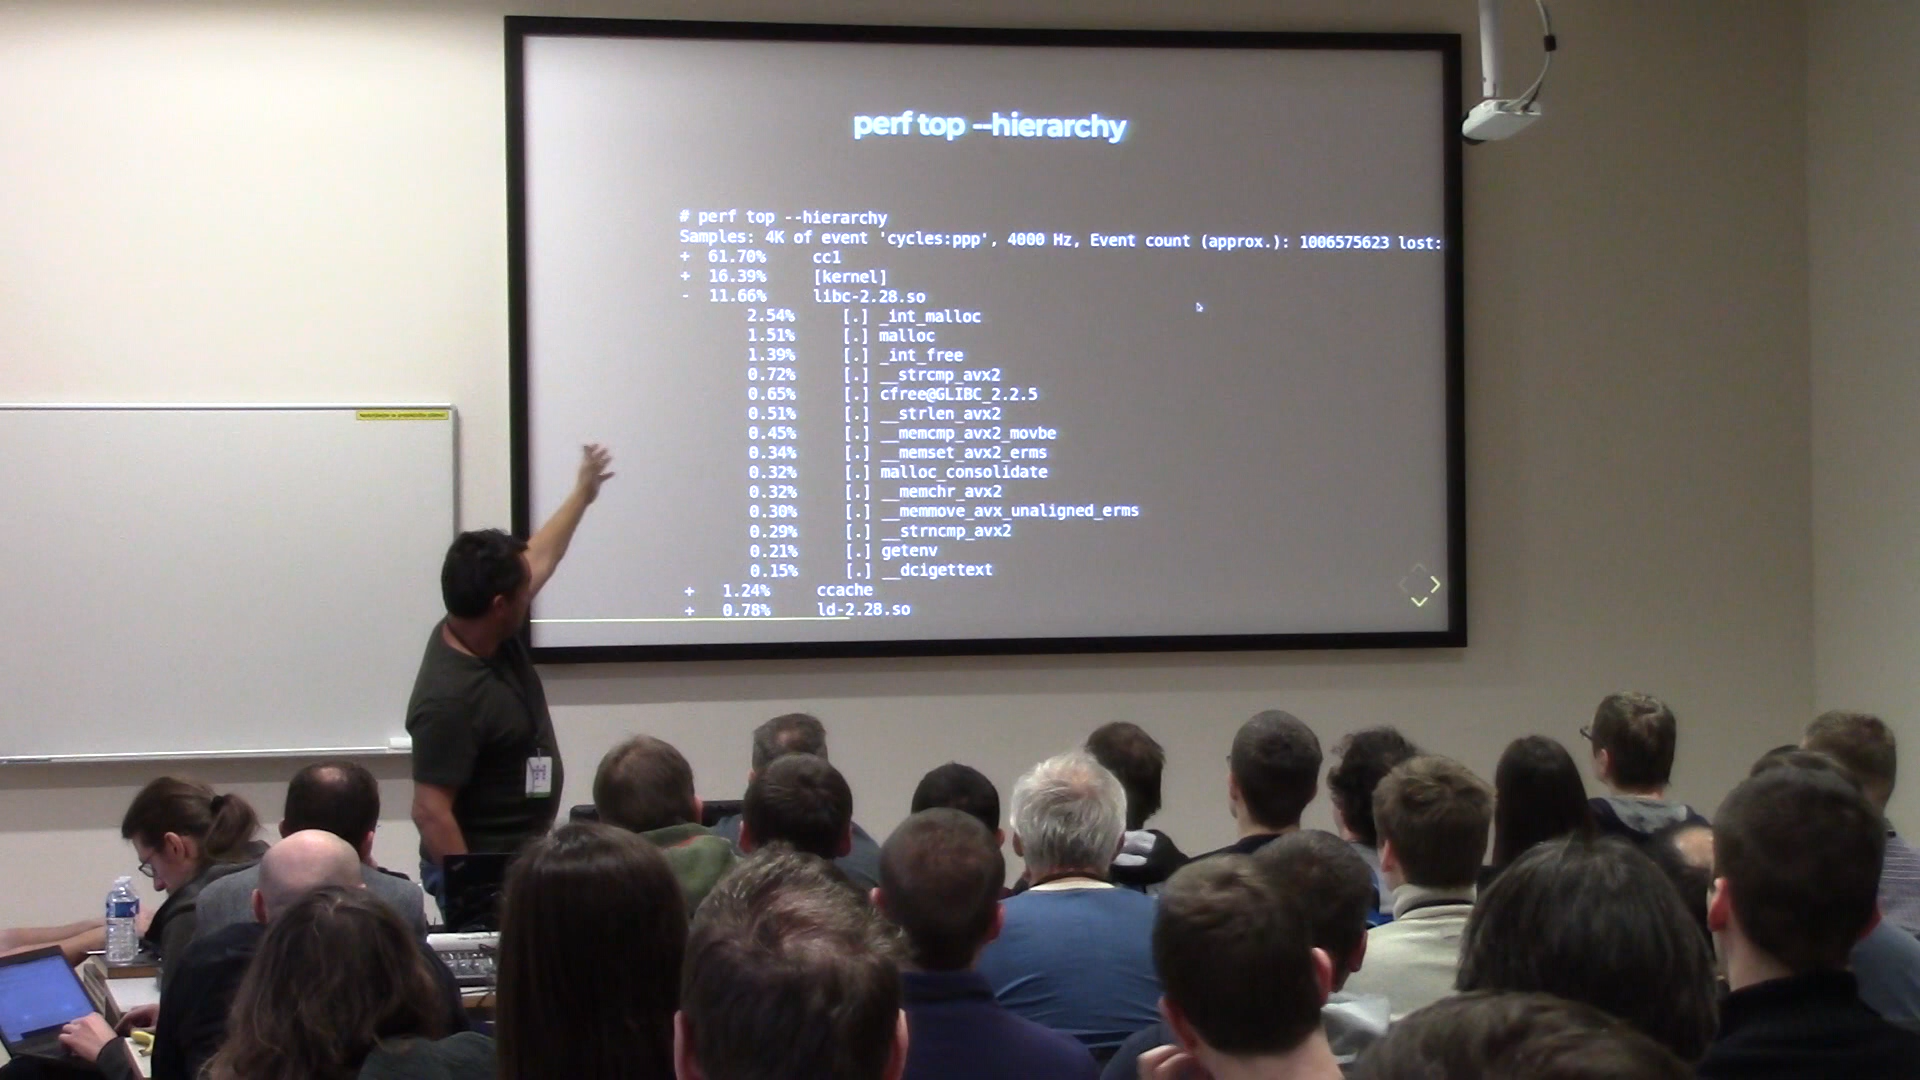 perf top --hierarchy
# perf top --hierarchy
Samples: 4K of event 'cycles:ppp', 4000 Hz, Event count (approx.): 1006575623 lost:
+ 61.70% cc1
+ 16.39% [kernel]
- 11.66% libc-2.28.so
2.54% [.] _int_malloc
1.51% [.] malloc
1.39% [.] _int_free
0.72% [.] __strcmp_avx2
0.65% [.] cfree@GLIBC_2.2.5
0.51% [.] __strlen_avx2
0.45% [.] __memcmp_avx2_movbe
0.34% [.] __memset_avx2_erms
0.32% [.] malloc_consolidate
0.32% [.] __memchr_avx2
0.30% [.] __memmove_avx_unaligned_erms
0.29% [.] __strncmp_avx2
0.21% [.] getenv
0.15% [.] __dcigettext
+ 1.24% ccache
+ 0.78% ld-2.28.so